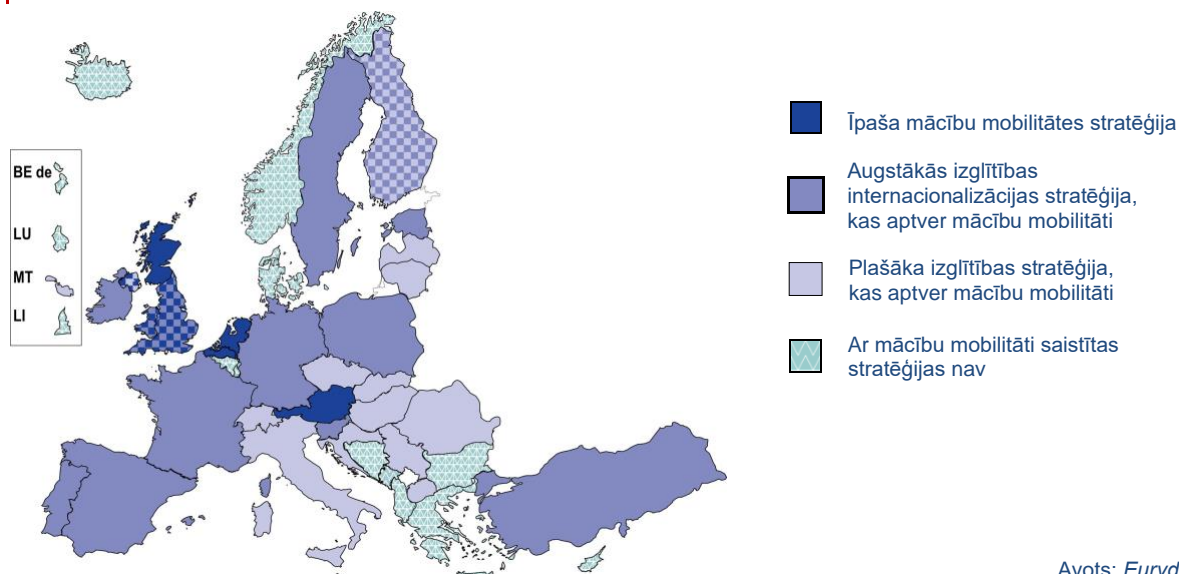 BE de
LU
MT
LI
Īpaša mācību mobilitātes stratēģija
Augstākās izglītības
internacionalizācijas stratēģija,
kas aptver mācību mobilitāti
Plašāka izglītības stratēģija,
kas aptver mācību mobilitāti
Ar mācību mobilitāti saistītas
stratēģijas nav
Avots: